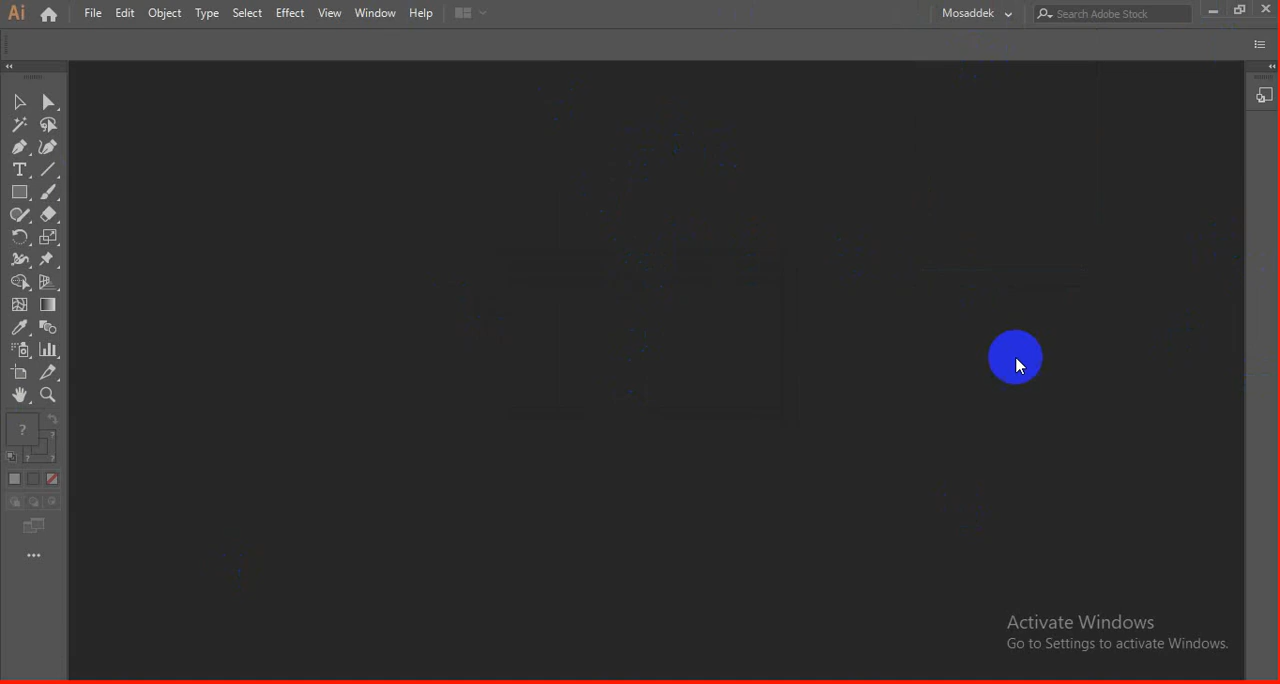 Ai File Edit Object Type Select Effect View Window Help Mosaddek Search Adobe Stock
T
?
? ? ?
Activate Windows
Go to Settings to activate Windows.